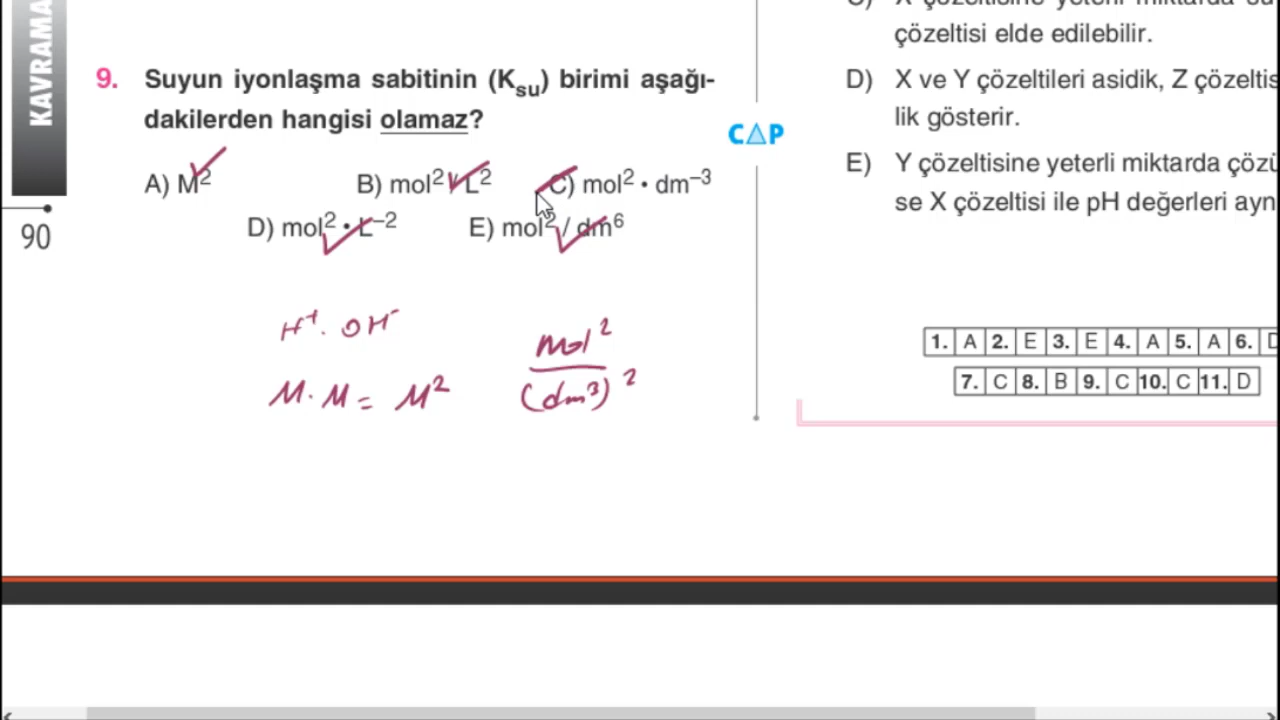 KAVRAMA
90
9. Suyun iyonlaşma sabitinin (Ksu) birimi aşağı-
dakilerden hangisi olamaz?
A) M²
B) mol² / L²
C) mol² • dm⁻³
D) mol² • L⁻²
E) mol² / dm⁶
H⁺. OH⁻
M. M = M²
mol²
(dm³)²
CAP
çözeltisi elde edilebilir.
D) X ve Y çözeltileri asidik, Z çözeltis
lik gösterir.
E) Y çözeltisine yeterli miktarda çözü
se X çözeltisi ile pH değerleri ayn
1. A 2. E 3. E 4. A 5. A 6.
7. C 8. B 9. C 10. C 11. D